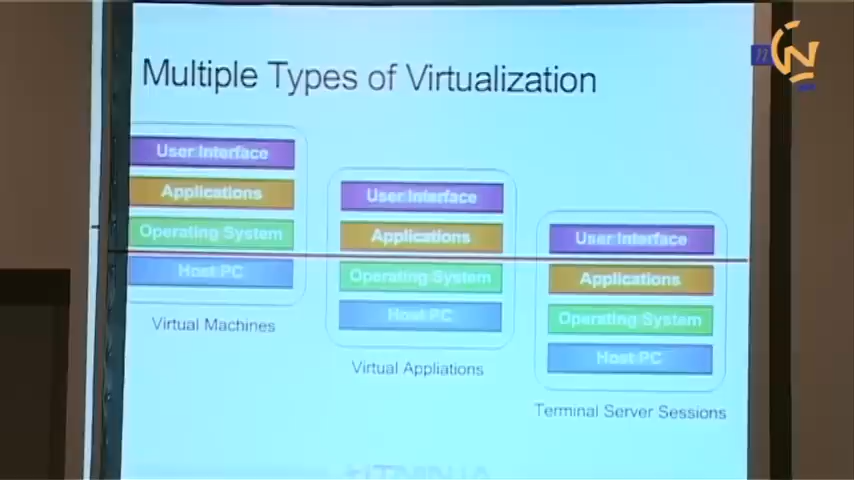 Multiple Types of Virtualization
User Interface
Applications
Operating System
Host PC
Virtual Machines
User Interface
Applications
Operating System
Host PC
Virtual Appliations
User Interface
Applications
Operating System
Host PC
Terminal Server Sessions